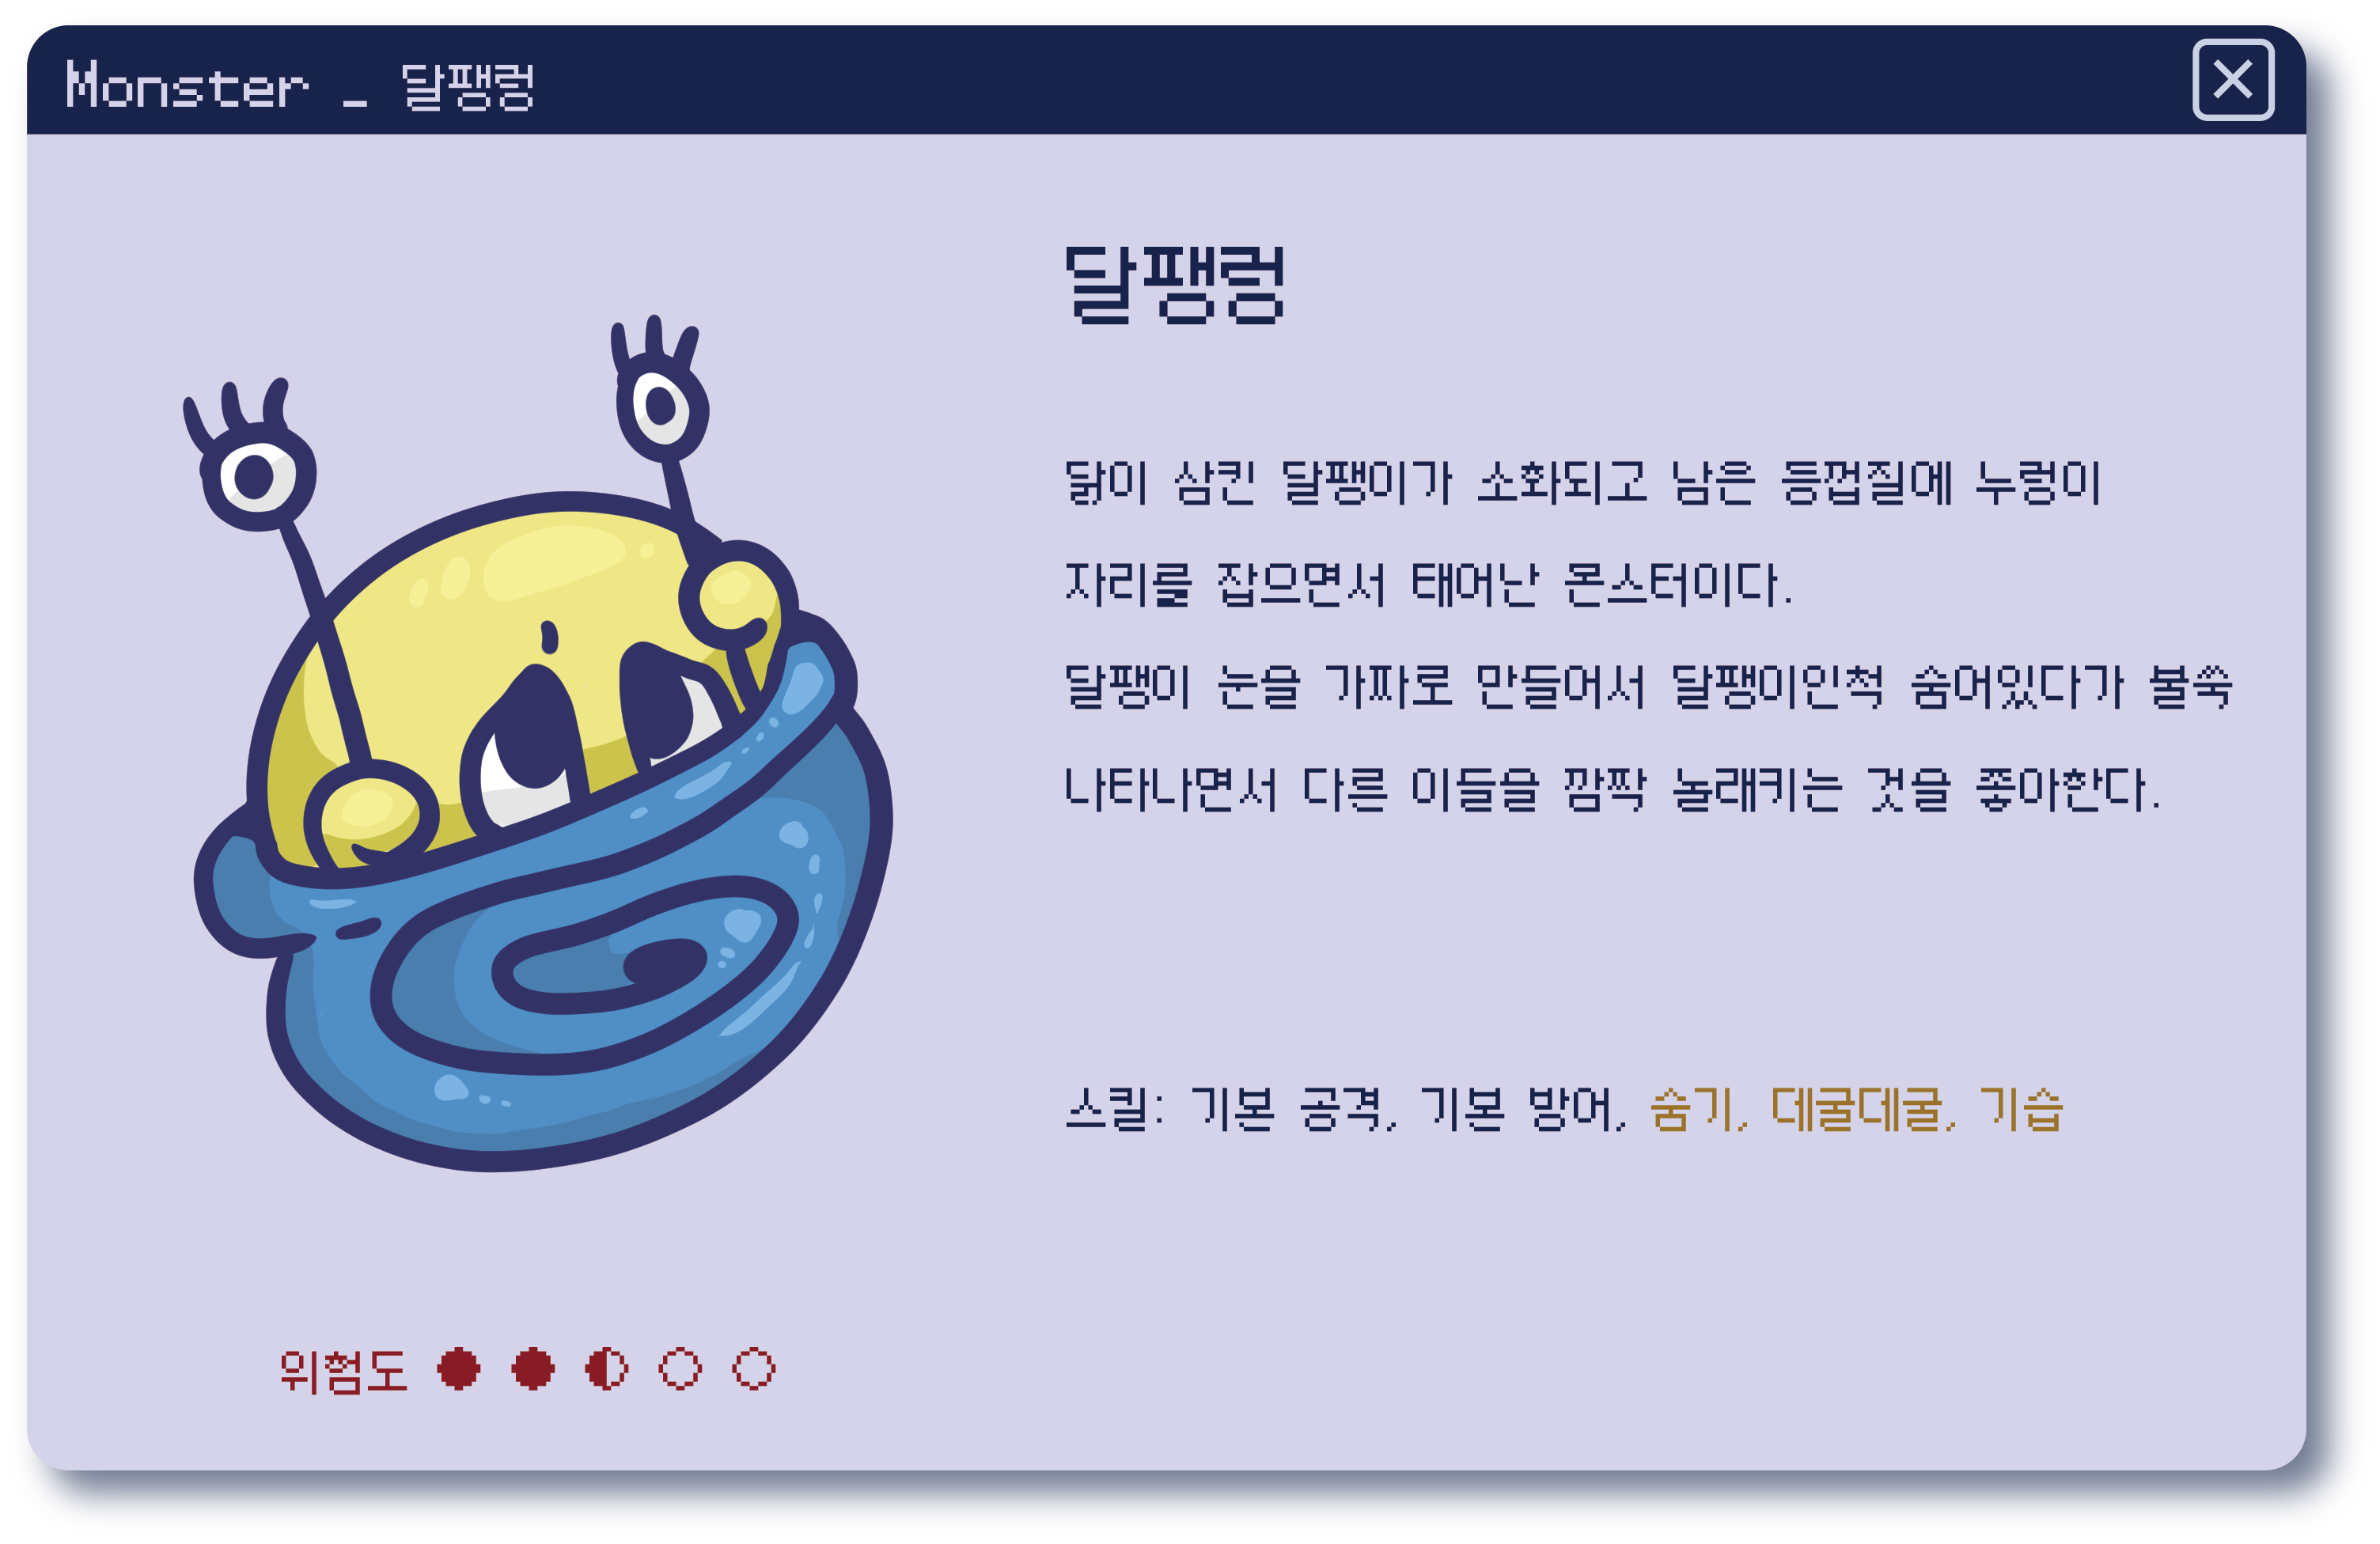 Monster _ 달팽렁
달팽렁
닭이 삼킨 달팽이가 소화되고 남은 등껍질에 누렁이
자리를 잡으면서 태어난 몬스터이다.
달팽이 눈을 가짜로 만들어서 달팽이인척 숨어있다가 불쑥
나타나면서 다른 이들을 깜짝 놀래키는 것을 좋아한다.
스킬: 기본 공격, 기본 방어, 숨기, 데굴데굴, 기습
위험도